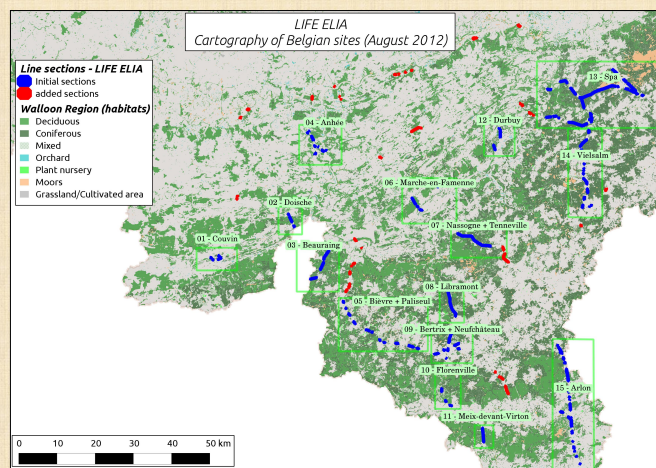 LIFE ELIA
Cartography of Belgian sites (August 2012)
Line sections - LIFE ELIA
Initial sections
added sections
Walloon Region (habitats)
Deciduous
Coniferous
Mixed
Orchard
Plant nursery
Moors
Grassland/Cultivated area
13 - Spa
04 - Anhée
12 - Durbuy
14 - Vielsalm
06 - Marche-en-Famenne
02 - Doische
07 - Nassogne + Tenneville
01 - Couvin
03 - Beauraing
08 - Libramont
05 - Bièvre + Paliseul
09 - Bertrix + Neufchâteau
10 - Florenville
15 - Arlon
11 - Meix-devant-Virton
0 10 20 30 40 50 km